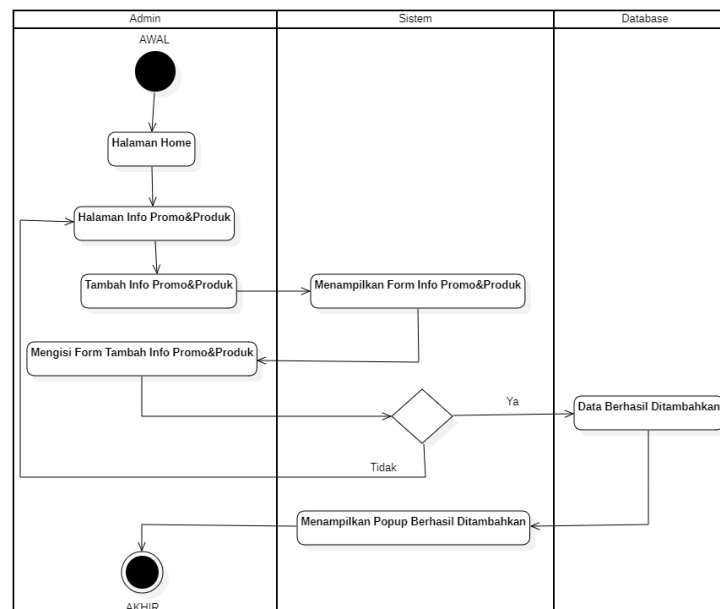 Admin
Sistem
Database
AWAL
Halaman Home
Halaman Info Promo&Produk
Tambah Info Promo&Produk
Menampilkan Form Info Promo&Produk
Mengisi Form Tambah Info Promo&Produk
Ya
Data Berhasil Ditambahkan
Tidak
Menampilkan Popup Berhasil Ditambahkan
AKHIR